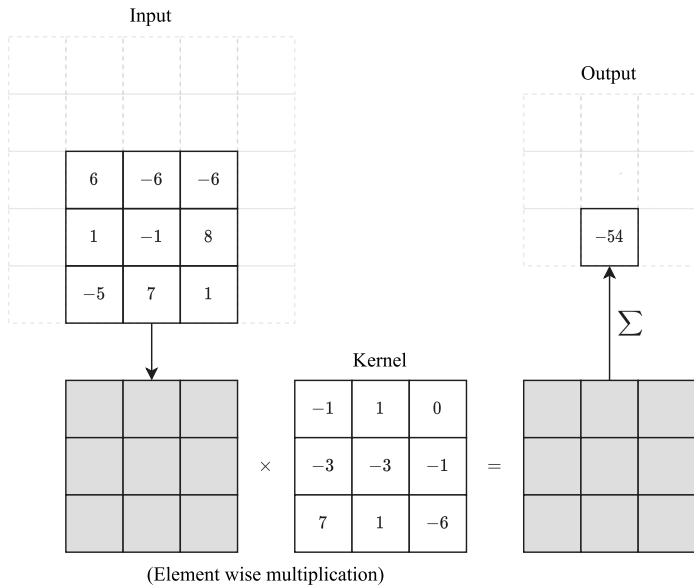 Input
Output
6 −6 −6
1 −1 8
−54
−5 7 1
∑
Kernel
−1 1 0
× −3 −3 −1 =
7 1 −6
(Element wise multiplication)